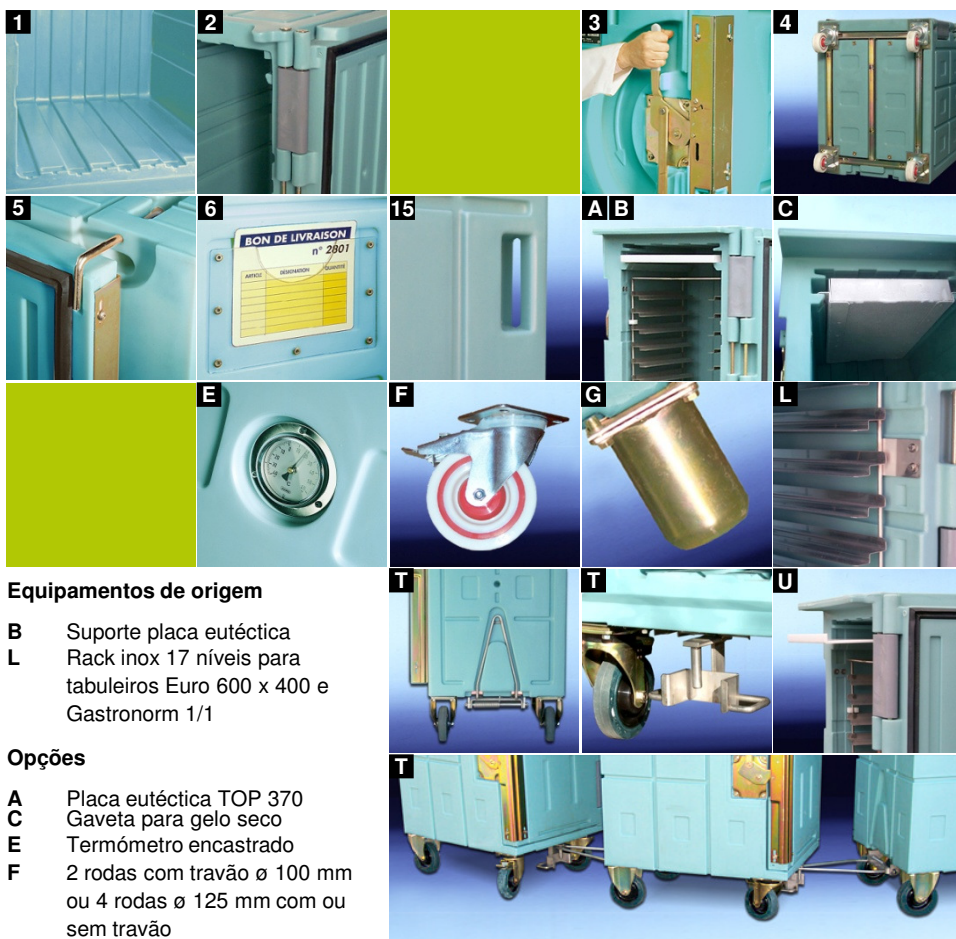 1
2
3
4
5
6
BON DE LIVRAISON
n° 2801
ARTICLE DÉSIGNATION QUANTITÉ
15
A B
C
E
F
G
L
Equipamentos de origem
B Suporte placa eutéctica
L Rack inox 17 níveis para
tabuleiros Euro 600 x 400 e
Gastronorm 1/1
T
T
U
Opções
A Placa eutéctica TOP 370
C Gaveta para gelo seco
E Termómetro encastrado
F 2 rodas com travão ø 100 mm
ou 4 rodas ø 125 mm com ou
sem travão
T